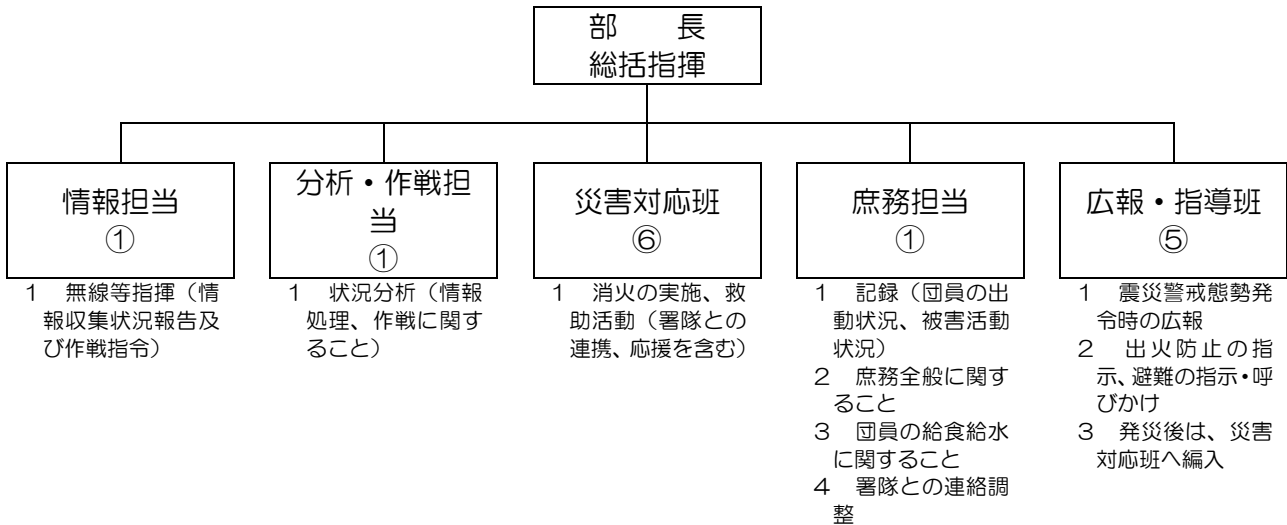 部　　長
総括指揮
情報担当
①
１　無線等指揮（情
報収集状況報告及
び作戦指令）
分析・作戦担
当
①
１　状況分析（情報
処理、作戦に関す
ること）
災害対応班
⑥
１　消火の実施、救
助活動（署隊との
連携、応援を含む）
庶務担当
①
１　記録（団員の出
動状況、被害活動
状況）
２　庶務全般に関す
ること
３　団員の給食給水
に関すること
４　署隊との連絡調
整
広報・指導班
⑤
１　震災警戒態勢発
令時の広報
２　出火防止の指
示、避難の指示・呼
びかけ
３　発災後は、災害
対応班へ編入